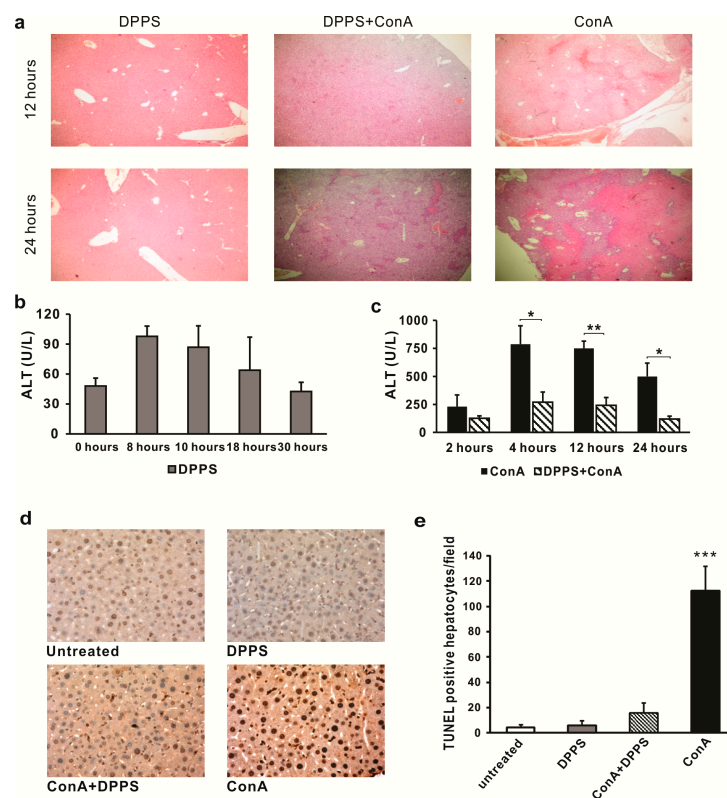 a
DPPS DPPS+ConA ConA
12 hours
24 hours
b
ALT (U/L)
120
90
60
30
0
0 hours 8 hours 10 hours 18 hours 30 hours
DPPS
c
ALT (U/L)
1000
750
500
250
0
* ** *
2 hours 4 hours 12 hours 24 hours
ConA DPPS+ConA
d
Untreated DPPS
ConA+DPPS ConA
e
TUNEL positive hepatocytes/field
140
120
100
80
60
40
20
0
***
untreated DPPS ConA+DPPS ConA